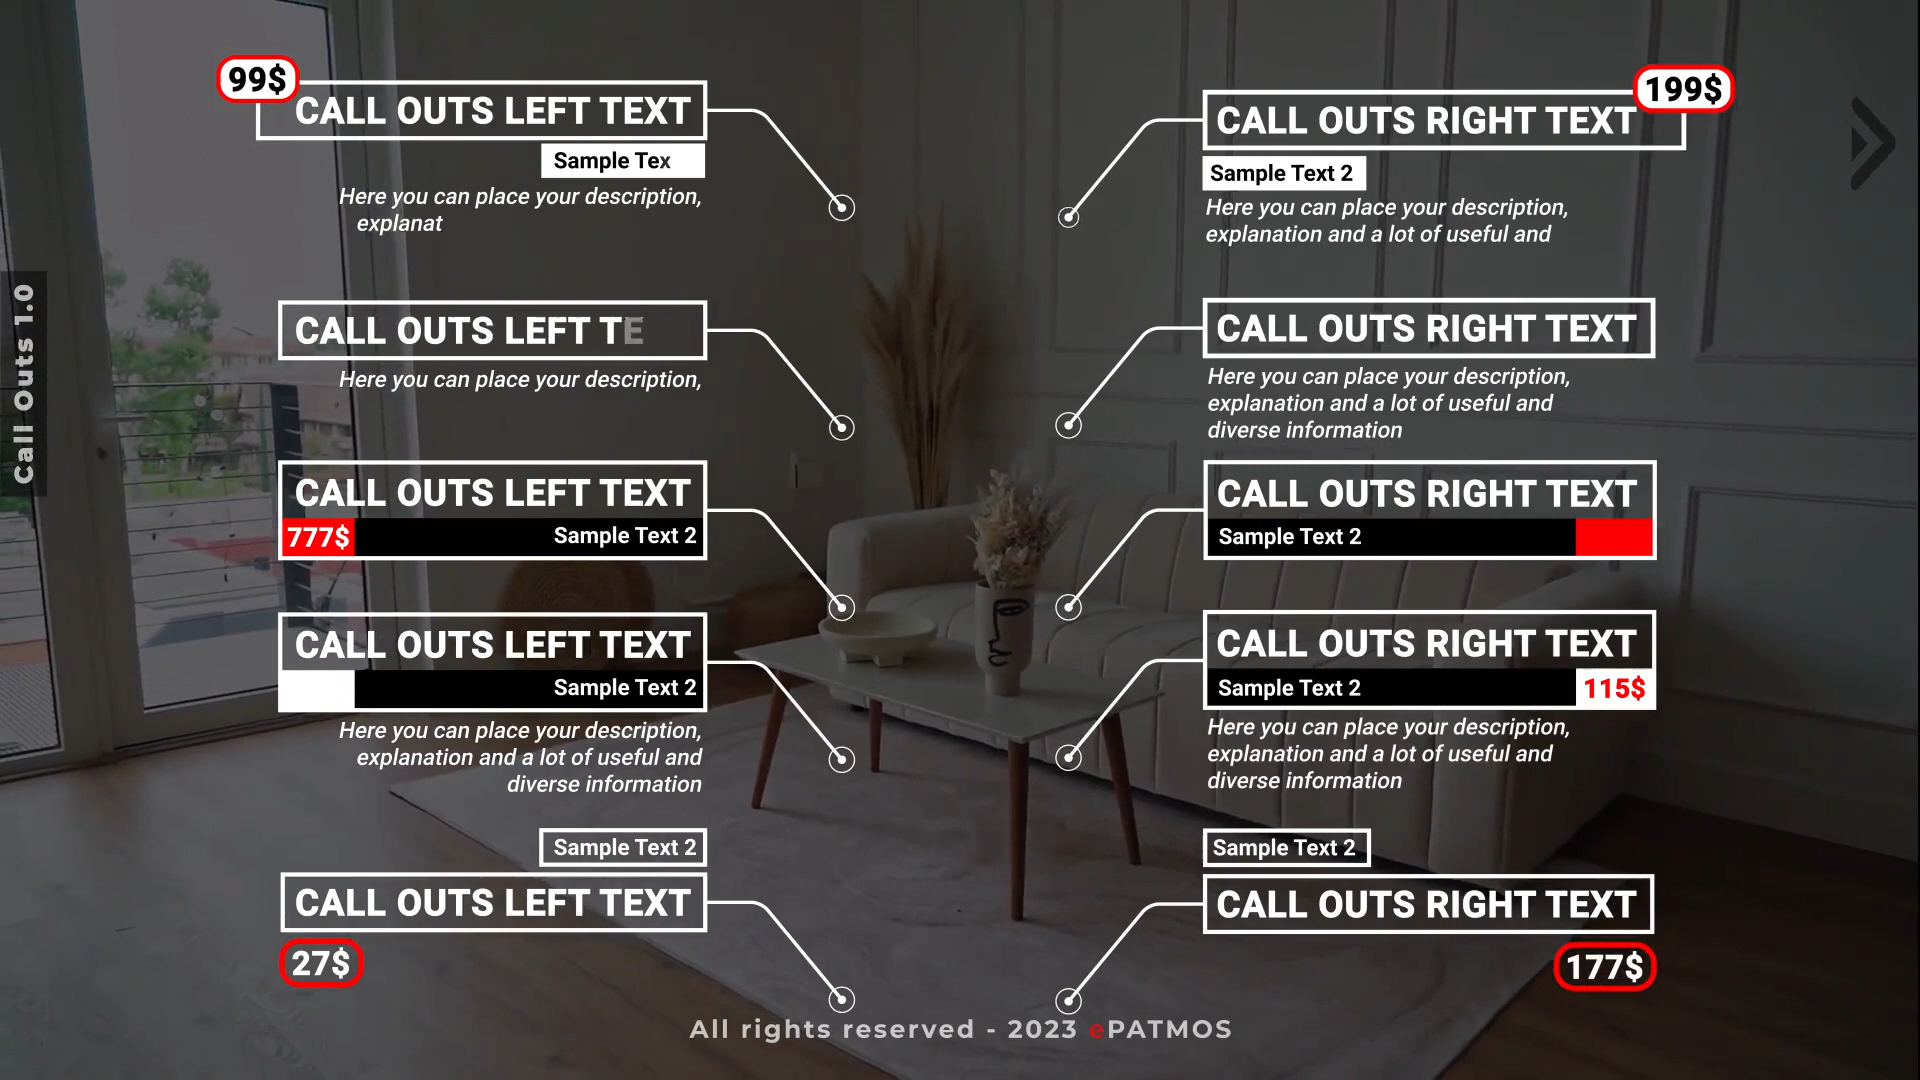 99$
CALL OUTS LEFT TEXT
Sample Tex
Here you can place your description,
explanat
CALL OUTS LEFT TE
Here you can place your description,
CALL OUTS LEFT TEXT
777$
Sample Text 2
CALL OUTS LEFT TEXT
Sample Text 2
Here you can place your description,
explanation and a lot of useful and
diverse information
Sample Text 2
CALL OUTS LEFT TEXT
27$
199$
CALL OUTS RIGHT TEXT
Sample Text 2
Here you can place your description,
explanation and a lot of useful and
CALL OUTS RIGHT TEXT
Here you can place your description,
explanation and a lot of useful and
diverse information
CALL OUTS RIGHT TEXT
Sample Text 2
CALL OUTS RIGHT TEXT
Sample Text 2
115$
Here you can place your description,
explanation and a lot of useful and
diverse information
Sample Text 2
CALL OUTS RIGHT TEXT
177$
Call Outs 1.0
All rights reserved - 2023 ePATMOS